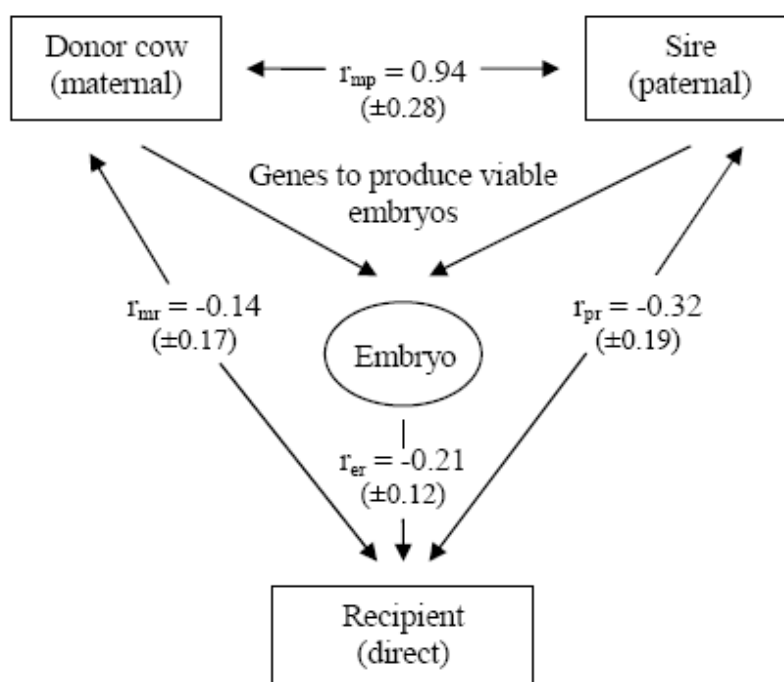 Donor cow
(maternal)
r_mp = 0.94
(±0.28)
Sire
(paternal)
Genes to produce viable
embryos
r_mr = -0.14
(±0.17)
r_pr = -0.32
(±0.19)
Embryo
r_er = -0.21
(±0.12)
Recipient
(direct)